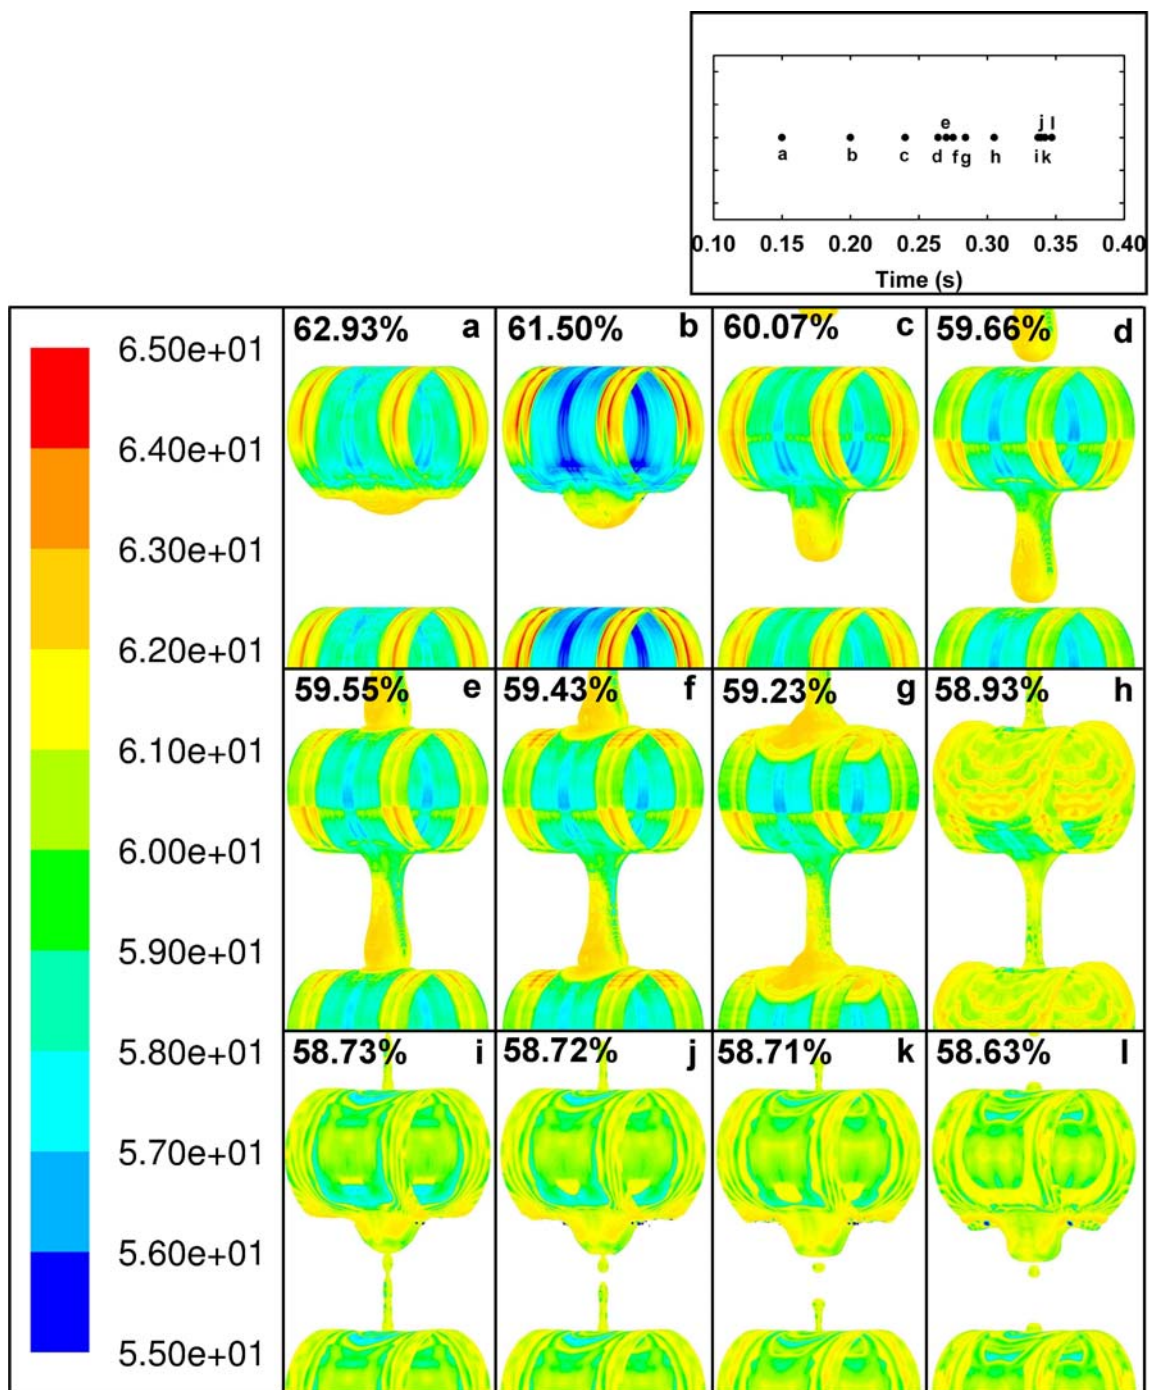 e
j l
a b c d f g h i k
0.10 0.15 0.20 0.25 0.30 0.35 0.40
Time (s)
6.50e+01
6.40e+01
6.30e+01
6.20e+01
6.10e+01
6.00e+01
5.90e+01
5.80e+01
5.70e+01
5.60e+01
5.50e+01
62.93% a
61.50% b
60.07% c
59.66% d
59.55% e
59.43% f
59.23% g
58.93% h
58.73% i
58.72% j
58.71% k
58.63% l